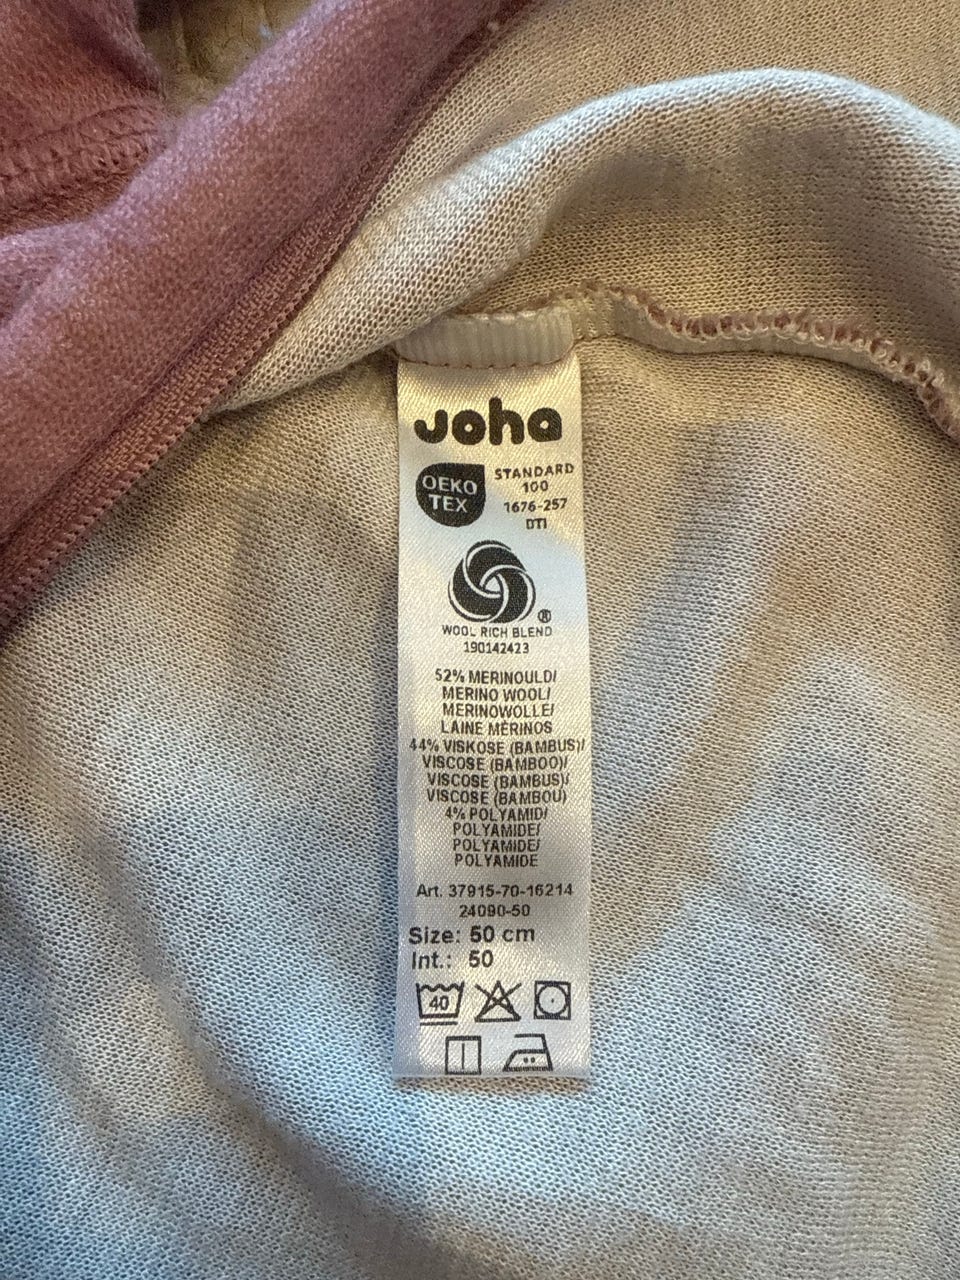 Joha
OEKO
TEX
STANDARD
100
1676-257
DTI
®
WOOL RICH BLEND
190142423
52% MERINOULD/
MERINO WOOL/
MERINOWOLLE/
LAINE MÉRINOS
44% VISKOSE (BAMBUS)/
VISCOSE (BAMBOO)/
VISCOSE (BAMBUS)/
VISCOSE (BAMBOU)
4% POLYAMID/
POLYAMIDE/
POLYAMIDE/
POLYAMIDE
Art. 37915-70-16214
24090-50
Size: 50 cm
Int.: 50
40